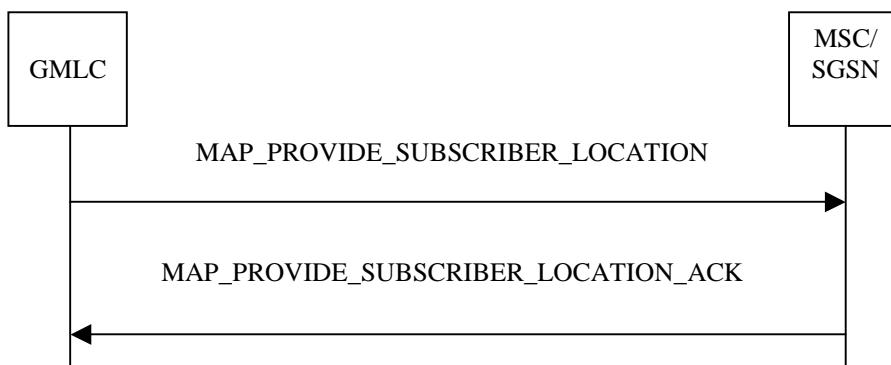 GMLC
MSC/
SGSN
MAP_PROVIDE_SUBSCRIBER_LOCATION
MAP_PROVIDE_SUBSCRIBER_LOCATION_ACK